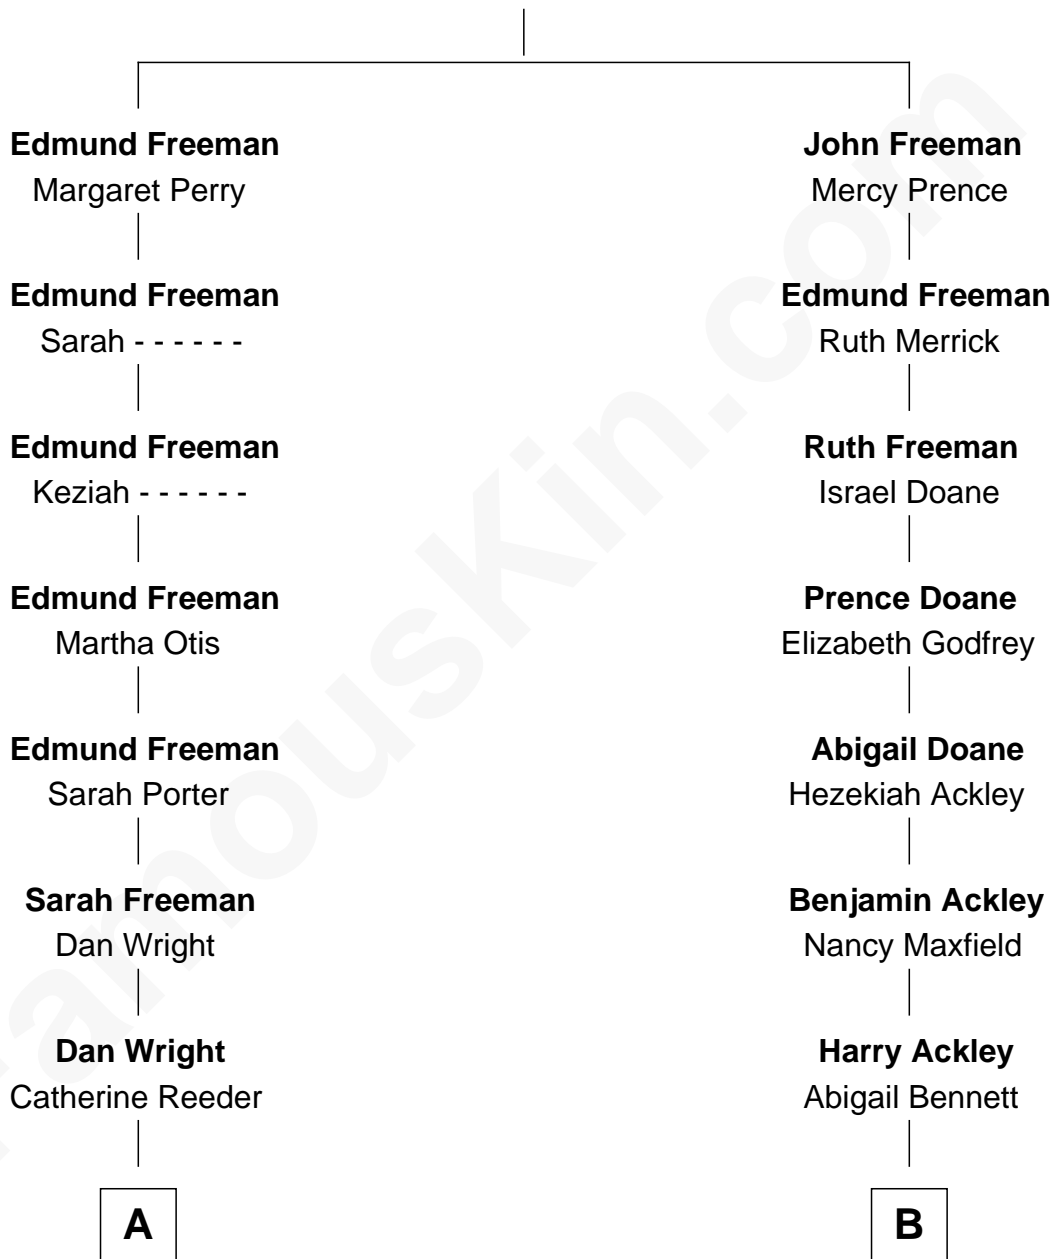 Edmund Freeman
Margaret Perry
Edmund Freeman
Sarah - - - - - -
Edmund Freeman
Keziah - - - - - -
Edmund Freeman
Martha Otis
Edmund Freeman
Sarah Porter
Sarah Freeman
Dan Wright
Dan Wright
Catherine Reeder
A
John Freeman
Mercy Prence
Edmund Freeman
Ruth Merrick
Ruth Freeman
Israel Doane
Prence Doane
Elizabeth Godfrey
Abigail Doane
Hezekiah Ackley
Benjamin Ackley
Nancy Maxfield
Harry Ackley
Abigail Bennett
B
FamousKin.com